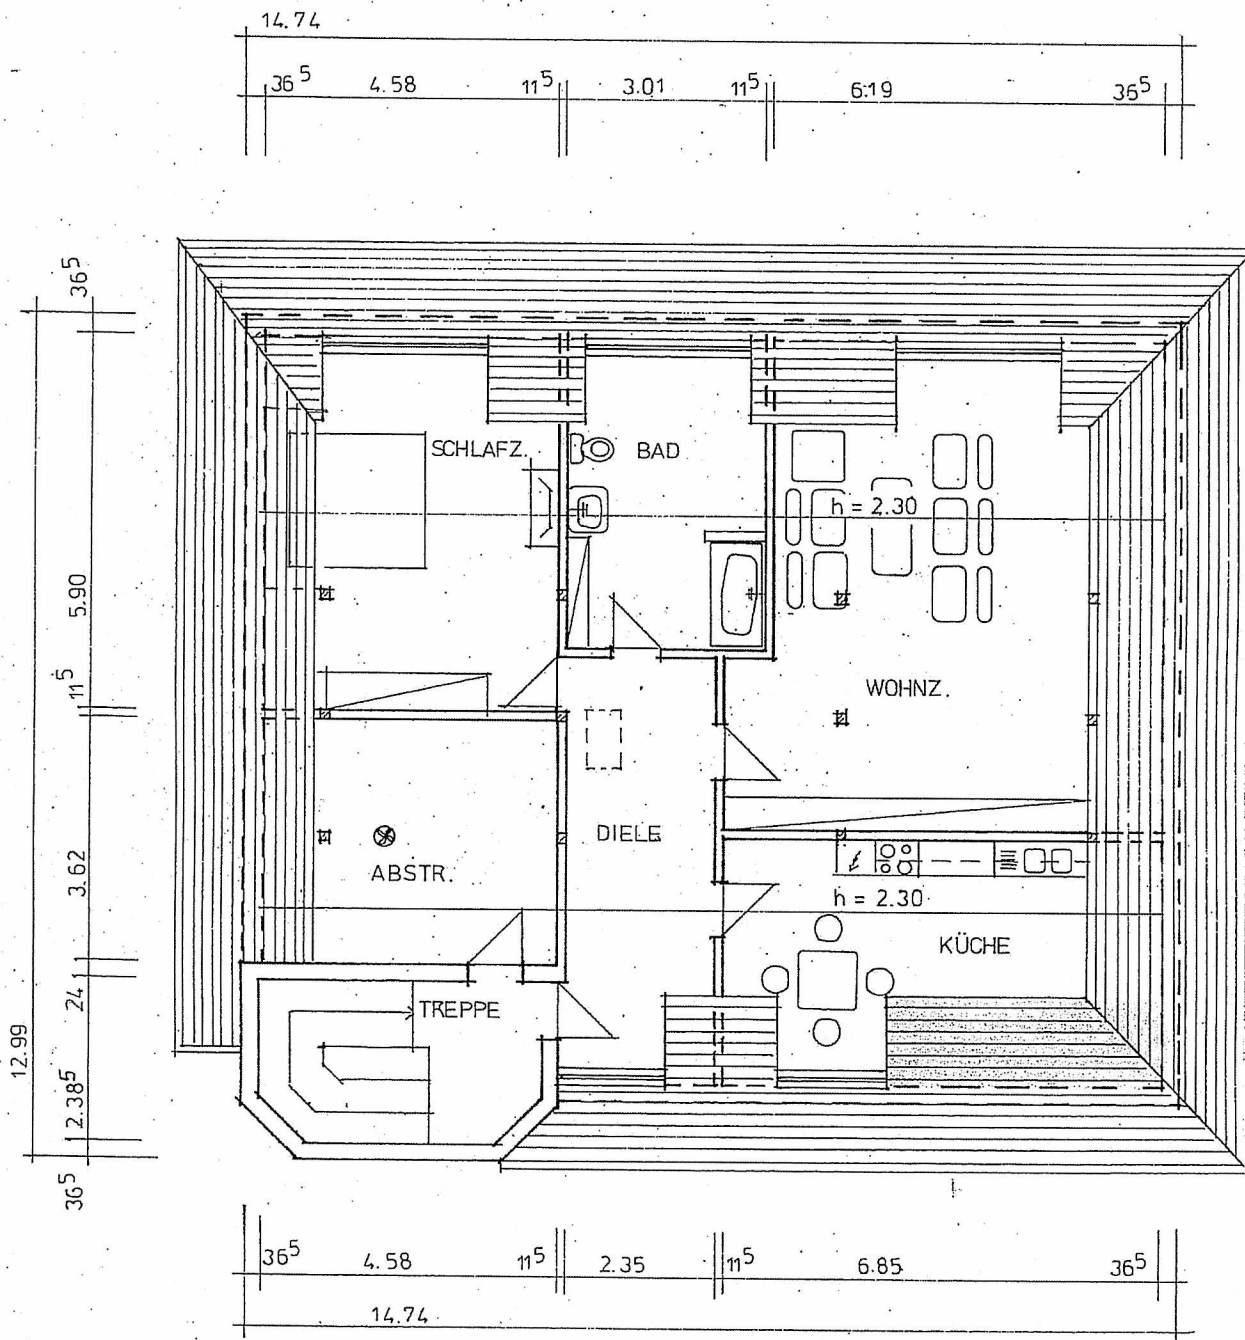 14.74
36⁵ 4.58 11⁵ 3.01 11⁵ 6.19 36⁵
36⁵
5.90
11⁵
3.62
24
2.38⁵
36⁵
12.99
SCHLAFZ.
BAD
h = 2.30
WOHNZ.
DIELE
ABSTR.
h = 2.30
KÜCHE
TREPPE
36⁵ 4.58 11⁵ 2.35 11⁵ 6.85 36⁵
14.74